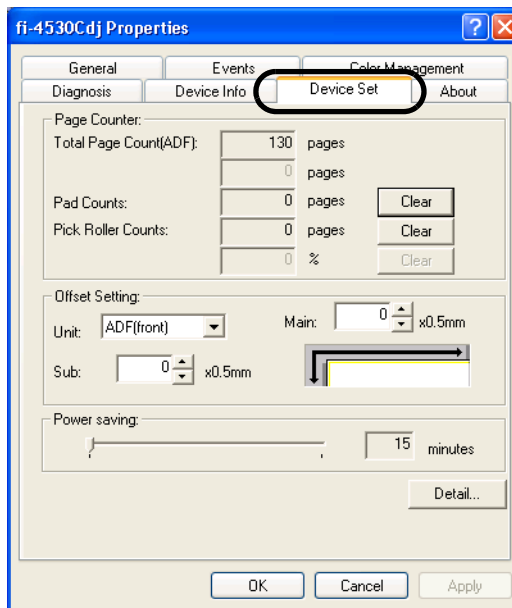 fi-4530Cdj Properties
General Events Color Management
Diagnosis Device Info Device Set About
Page Counter:
Total Page Count(ADF): 130 pages
0 pages
Pad Counts: 0 pages Clear
Pick Roller Counts: 0 pages Clear
0 % Clear
Offset Setting:
Unit: ADF(front) Main: 0 x0.5mm
Sub: 0 x0.5mm
Power saving:
15 minutes
Detail...
OK Cancel Apply